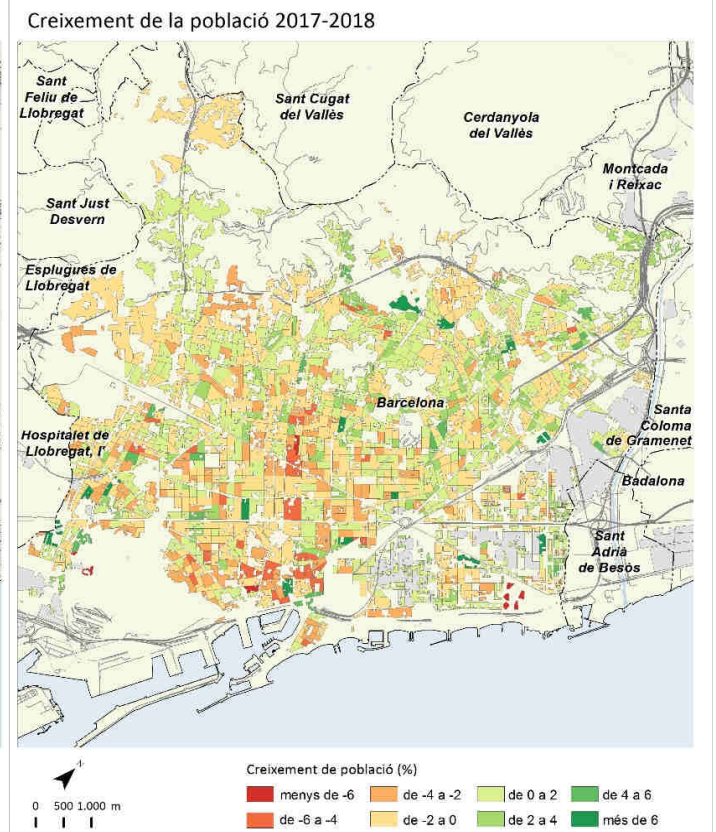 Creixement de la població 2017-2018
Sant
Feliu de
Llobregat
Sant Cugat
del Vallès
Cerdanyola
del Vallès
Montcada
i Reixac
Sant Just
Desvern
Esplugues de
Llobregat
Barcelona
Hospitalet de
Llobregat, l'
Santa
Coloma
de Gramenet
Badalona
Sant
Adrià
de Besòs
0 500 1.000 m
Creixement de població (%)
menys de -6
de -4 a -2
de 0 a 2
de 4 a 6
de -6 a -4
de -2 a 0
de 2 a 4
més de 6